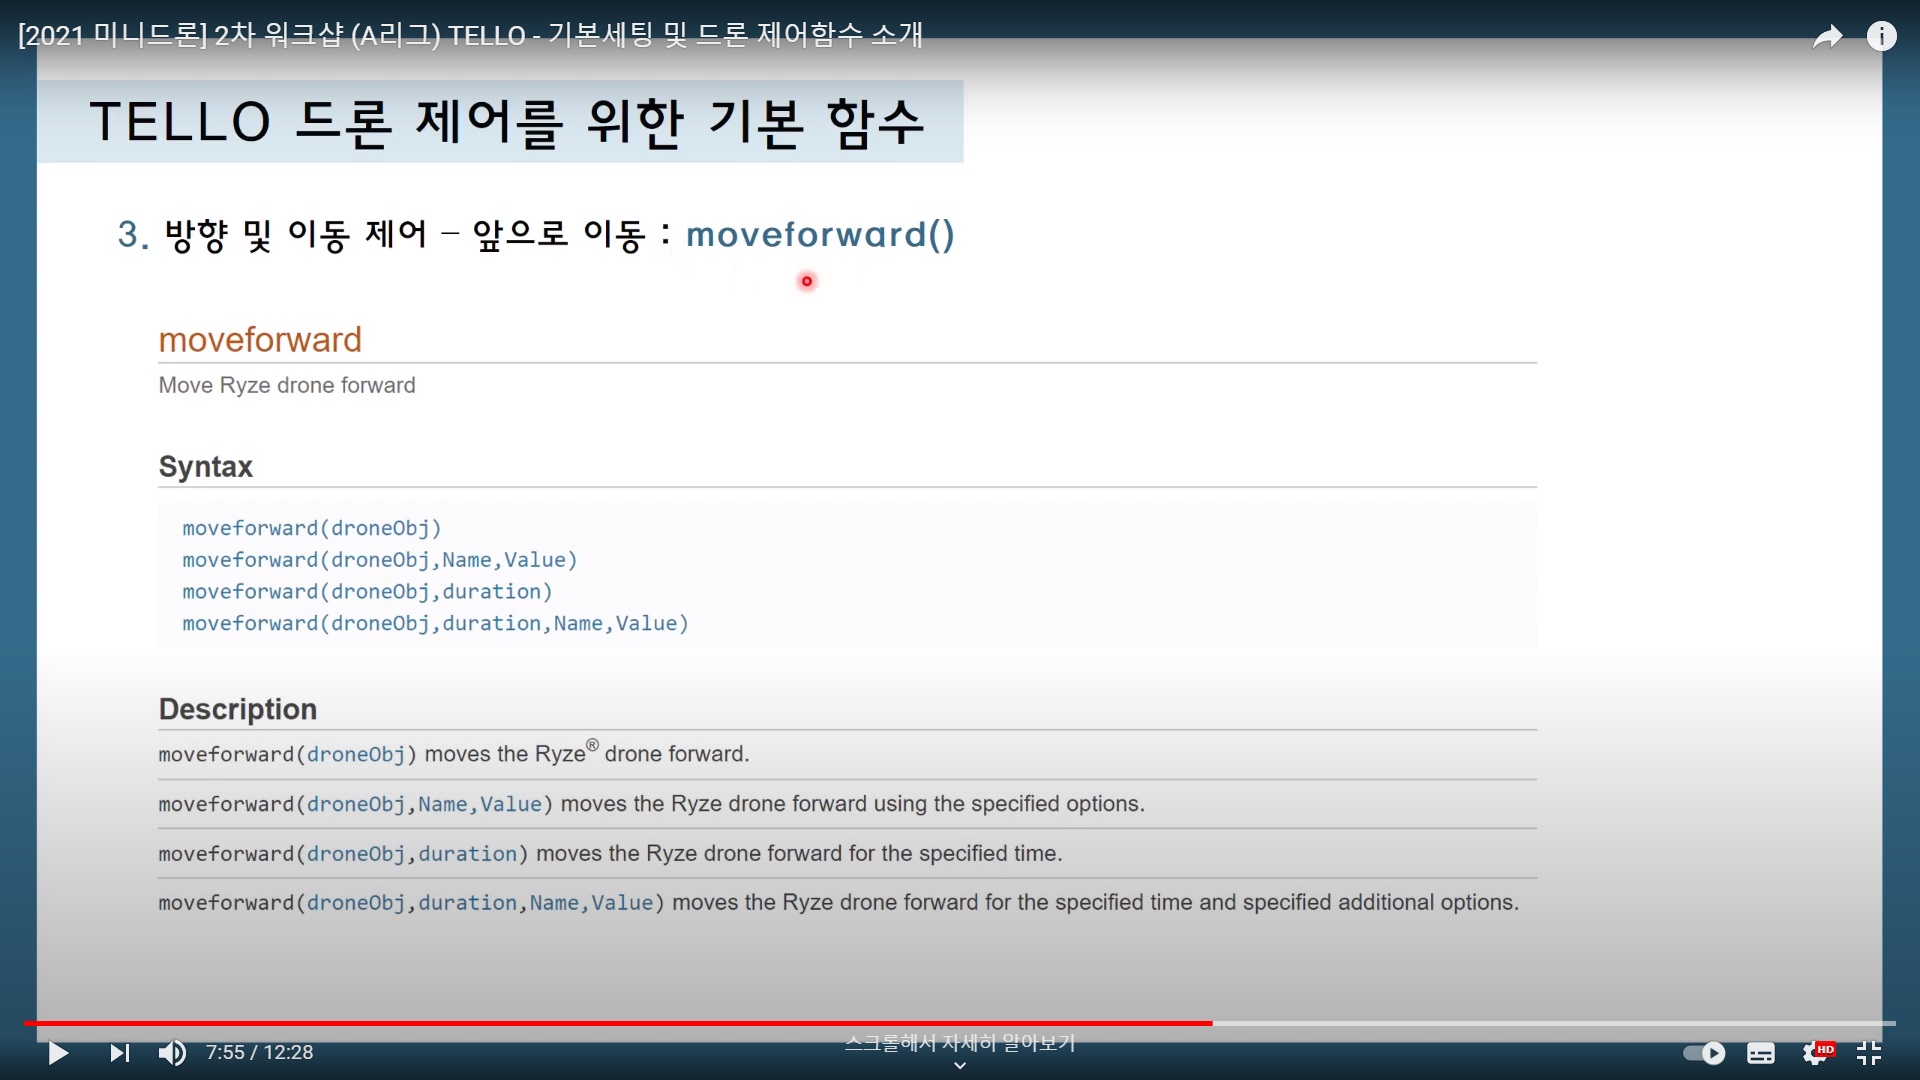 [2021 미니드론] 2차 워크샵 (A리그) TELLO - 기본세팅 및 드론 제어함수 소개
TELLO 드론 제어를 위한 기본 함수
3. 방향 및 이동 제어 – 앞으로 이동 : moveforward()
moveforward
Move Ryze drone forward
Syntax
moveforward(droneObj)
moveforward(droneObj,Name,Value)
moveforward(droneObj,duration)
moveforward(droneObj,duration,Name,Value)
Description
moveforward(droneObj) moves the Ryze® drone forward.
moveforward(droneObj,Name,Value) moves the Ryze drone forward using the specified options.
moveforward(droneObj,duration) moves the Ryze drone forward for the specified time.
moveforward(droneObj,duration,Name,Value) moves the Ryze drone forward for the specified time and specified additional options.
스크롤해서 자세히 알아보기
7:55 / 12:28
HD